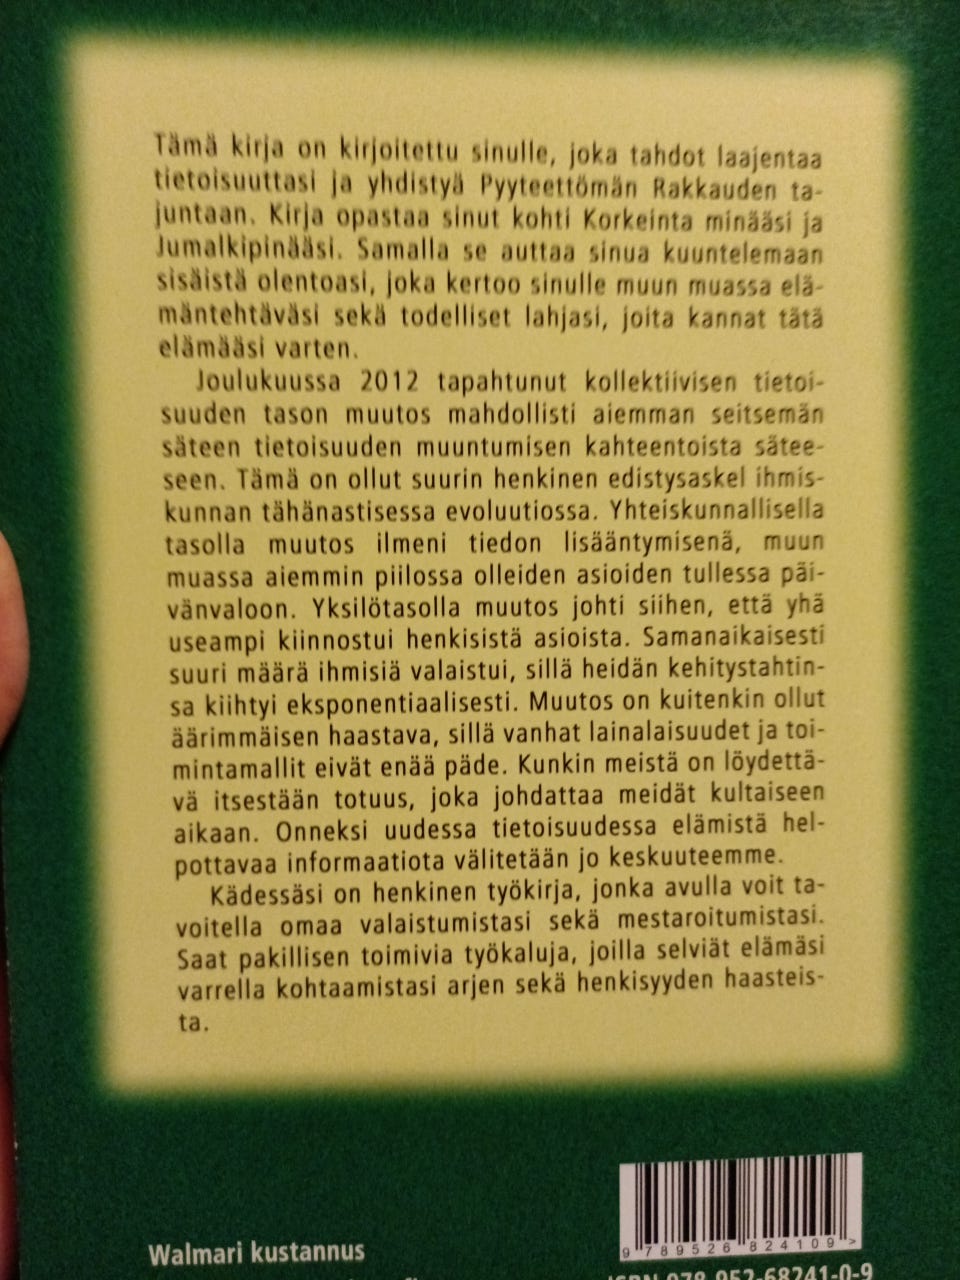 Tämä kirja on kirjoitettu sinulle, joka tahdot laajentaa
tietoisuuttasi ja yhdistyä Pyyteettömän Rakkauden ta-
juntaan. Kirja opastaa sinut kohti Korkeinta minääsi ja
Jumalkipinääsi. Samalla se auttaa sinua kuuntelemaan
sisäistä olentoasi, joka kertoo sinulle muun muassa elä-
mäntehtäväsi sekä todelliset lahjasi, joita kannat tätä
elämääsi varten.
Joulukuussa 2012 tapahtunut kollektiivisen tietoi-
suuden tason muutos mahdollisti aiemman seitsemän
säteen tietoisuuden muuntumisen kahteentoista sätee-
seen. Tämä on ollut suurin henkinen edistysaskel ihmis-
kunnan tähänastisessa evoluutiossa. Yhteiskunnallisella
tasolla muutos ilmeni tiedon lisääntymisenä, muun
muassa aiemmin piilossa olleiden asioiden tullessa päi-
vänvaloon. Yksilötasolla muutos johti siihen, että yhä
useampi kiinnostui henkisistä asioista. Samanaikaisesti
suuri määrä ihmisiä valaistui, sillä heidän kehitystahtin-
sa kiihtyi eksponentiaalisesti. Muutos on kuitenkin ollut
äärimmäisen haastava, sillä vanhat lainalaisuudet ja toi-
mintamallit eivät enää päde. Kunkin meistä on löydettä-
vä itsestään totuus, joka johdattaa meidät kultaiseen
aikaan. Onneksi uudessa tietoisuudessa elämistä hel-
pottavaa informaatiota välitetään jo keskuuteemme.
Kädessäsi on henkinen työkirja, jonka avulla voit ta-
voitella omaa valaistumistasi sekä mestaroitumistasi.
Saat pakillisen toimivia työkaluja, joilla selviät elämäsi
varrella kohtaamistasi arjen sekä henkisyyden haasteis-
ta.
9 789526 824109 >
Walmari kustannus
ISBN 978-952-68241-0-9